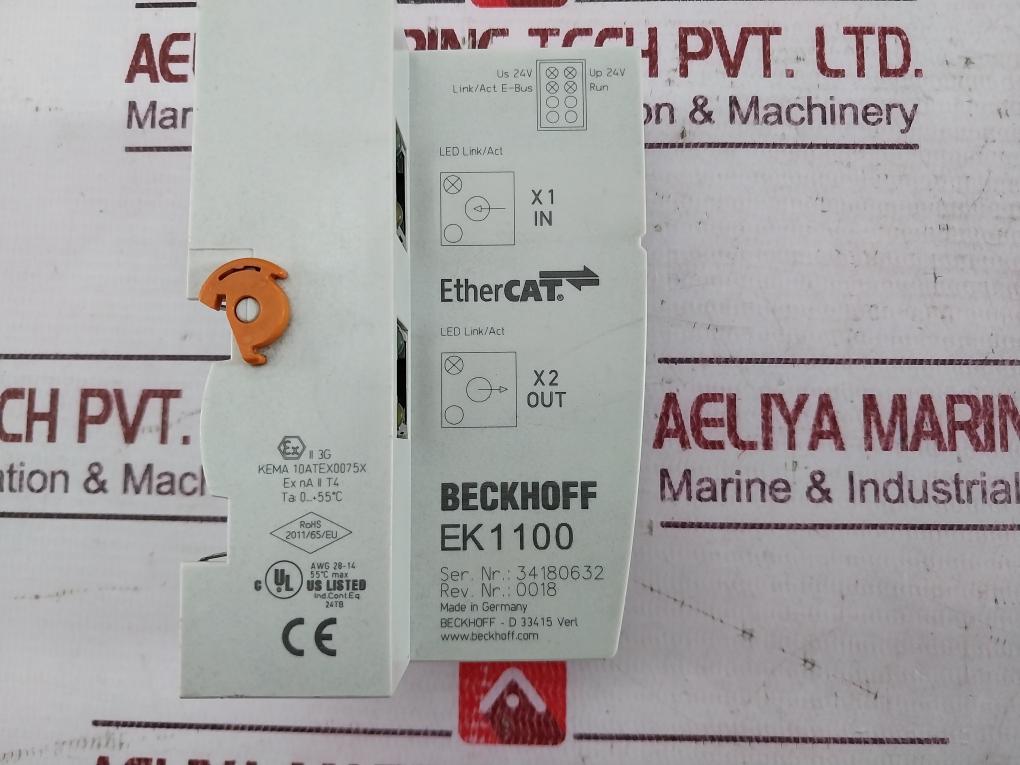 AE
TECH PVT. LTD.
Mar
on & Machinery
Us 24V
Up 24V
Link/Act E-Bus
Run
LED Link/Act
X1
IN
EtherCAT®
LED Link/Act
X2
OUT
CH PVT.
ation & Mach
AELIYA MARIN
Marine & Industrial
Ex II 3G
KEMA 10ATEX0075X
Ex nA II T4
Ta: 0...+55°C
RoHS
2011/65/EU
AWG 28-14
55°C max
C UL US LISTED
Ind.Cont.Eq
24TB
CE
BECKHOFF
EK1100
Ser. Nr.: 34180632
Rev. Nr.: 0018
Made in Germany
BECKHOFF - D 33415 Verl
www.beckhoff.com